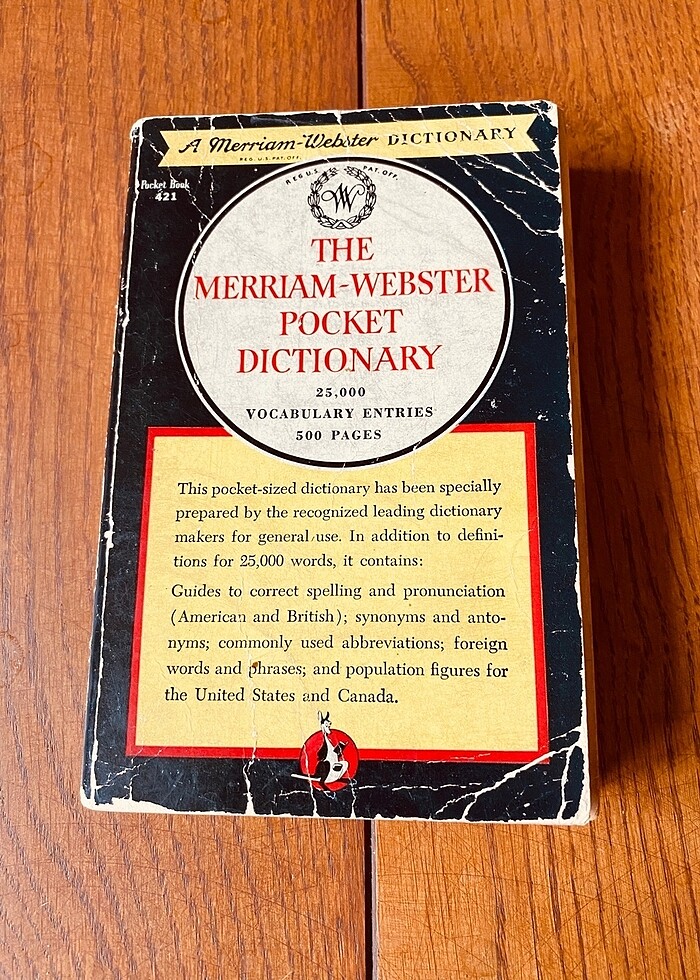 A Merriam-Webster DICTIONARY
REG. U.S. PAT. OFF.
Pocket Book
421
REG. U.S. PAT. OFF.
W
THE
MERRIAM-WEBSTER
POCKET
DICTIONARY
25,000
VOCABULARY ENTRIES
500 PAGES
This pocket-sized dictionary has been specially
prepared by the recognized leading dictionary
makers for general use. In addition to defini-
tions for 25,000 words, it contains:
Guides to correct spelling and pronunciation
(American and British); synonyms and anto-
nyms; commonly used abbreviations; foreign
words and phrases; and population figures for
the United States and Canada.